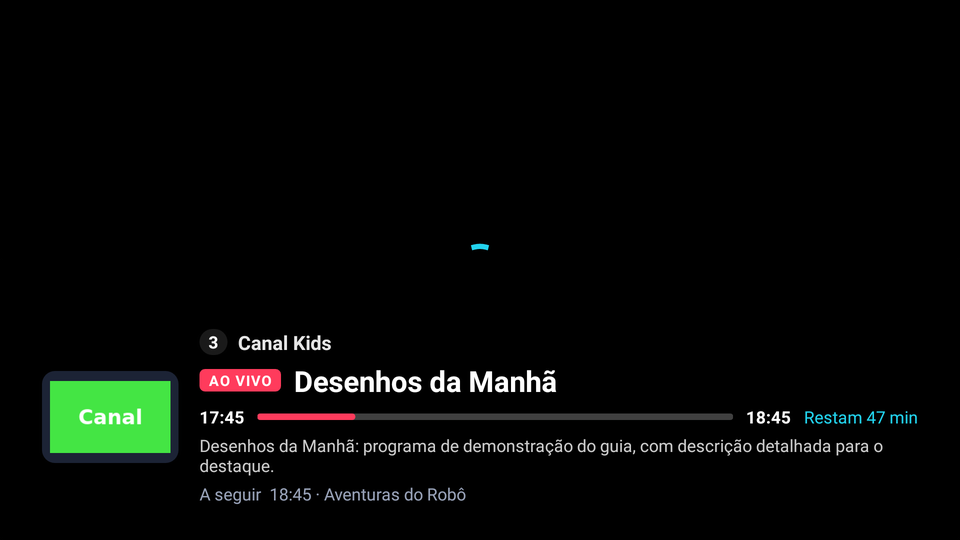 3 Canal Kids
AO VIVO Desenhos da Manhã
Canal
17:45 18:45 Restam 47 min
Desenhos da Manhã: programa de demonstração do guia, com descrição detalhada para o
destaque.
A seguir 18:45 · Aventuras do Robô